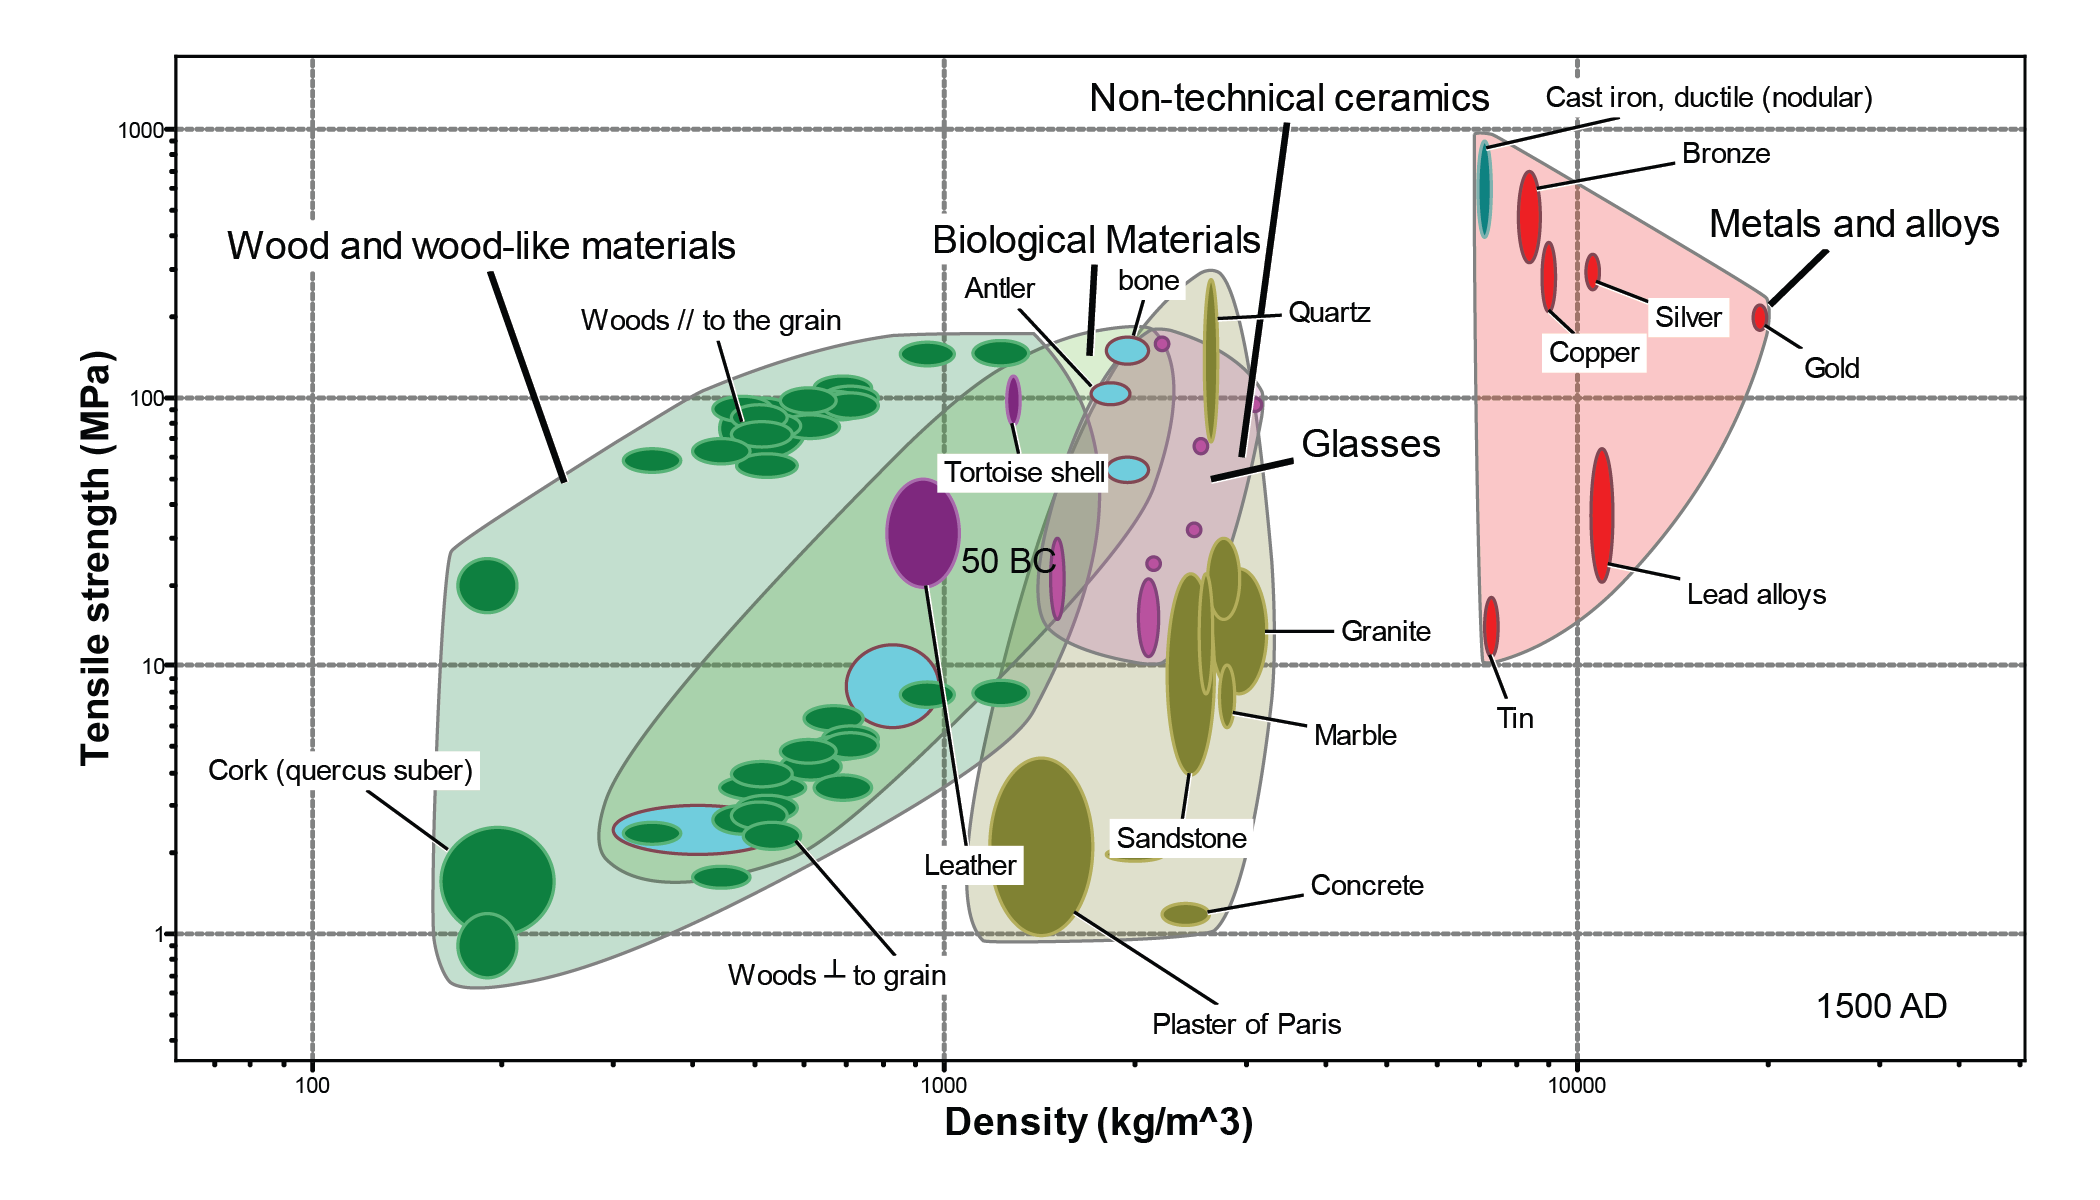 Non-technical ceramics
Cast iron, ductile (nodular)
1000
Bronze
Metals and alloys
Wood and wood-like materials
Biological Materials
bone
Antler
Quartz
Woods // to the grain
Silver
Copper
Gold
100
Glasses
Tortoise shell
50 BC
Tensile strength (MPa)
Lead alloys
Granite
10
Tin
Marble
Cork (quercus suber)
Sandstone
Leather
Concrete
1
Woods ⊥ to grain
1500 AD
Plaster of Paris
100
1000
10000
Density (kg/m^3)